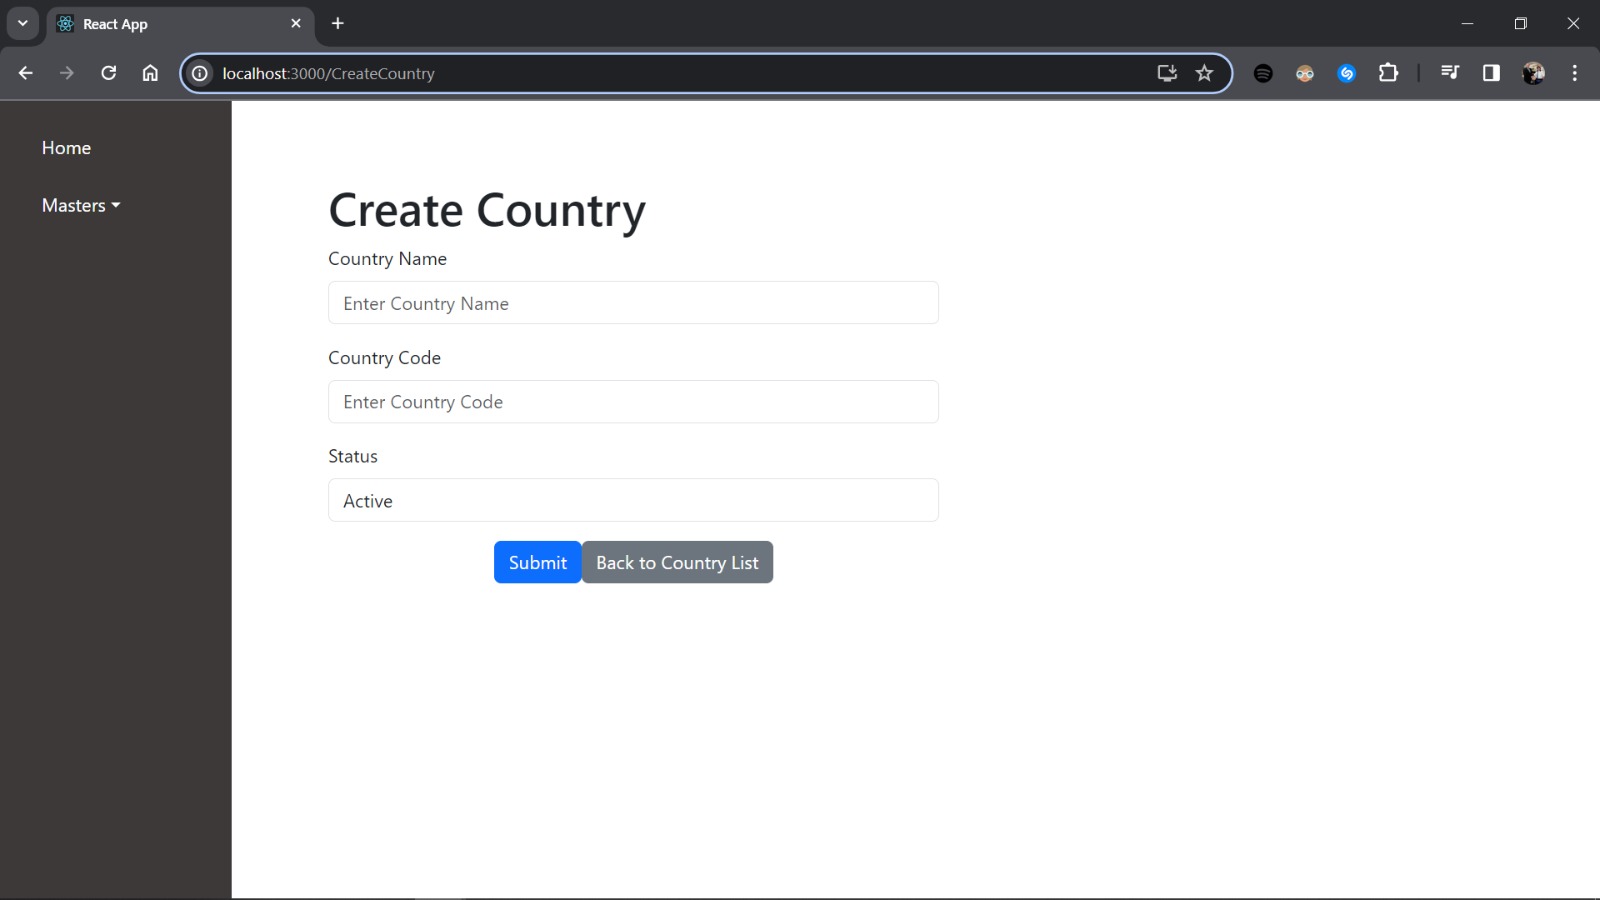 React App
localhost:3000/CreateCountry
Home
Masters
Create Country
Country Name
Enter Country Name
Country Code
Enter Country Code
Status
Active
Submit
Back to Country List